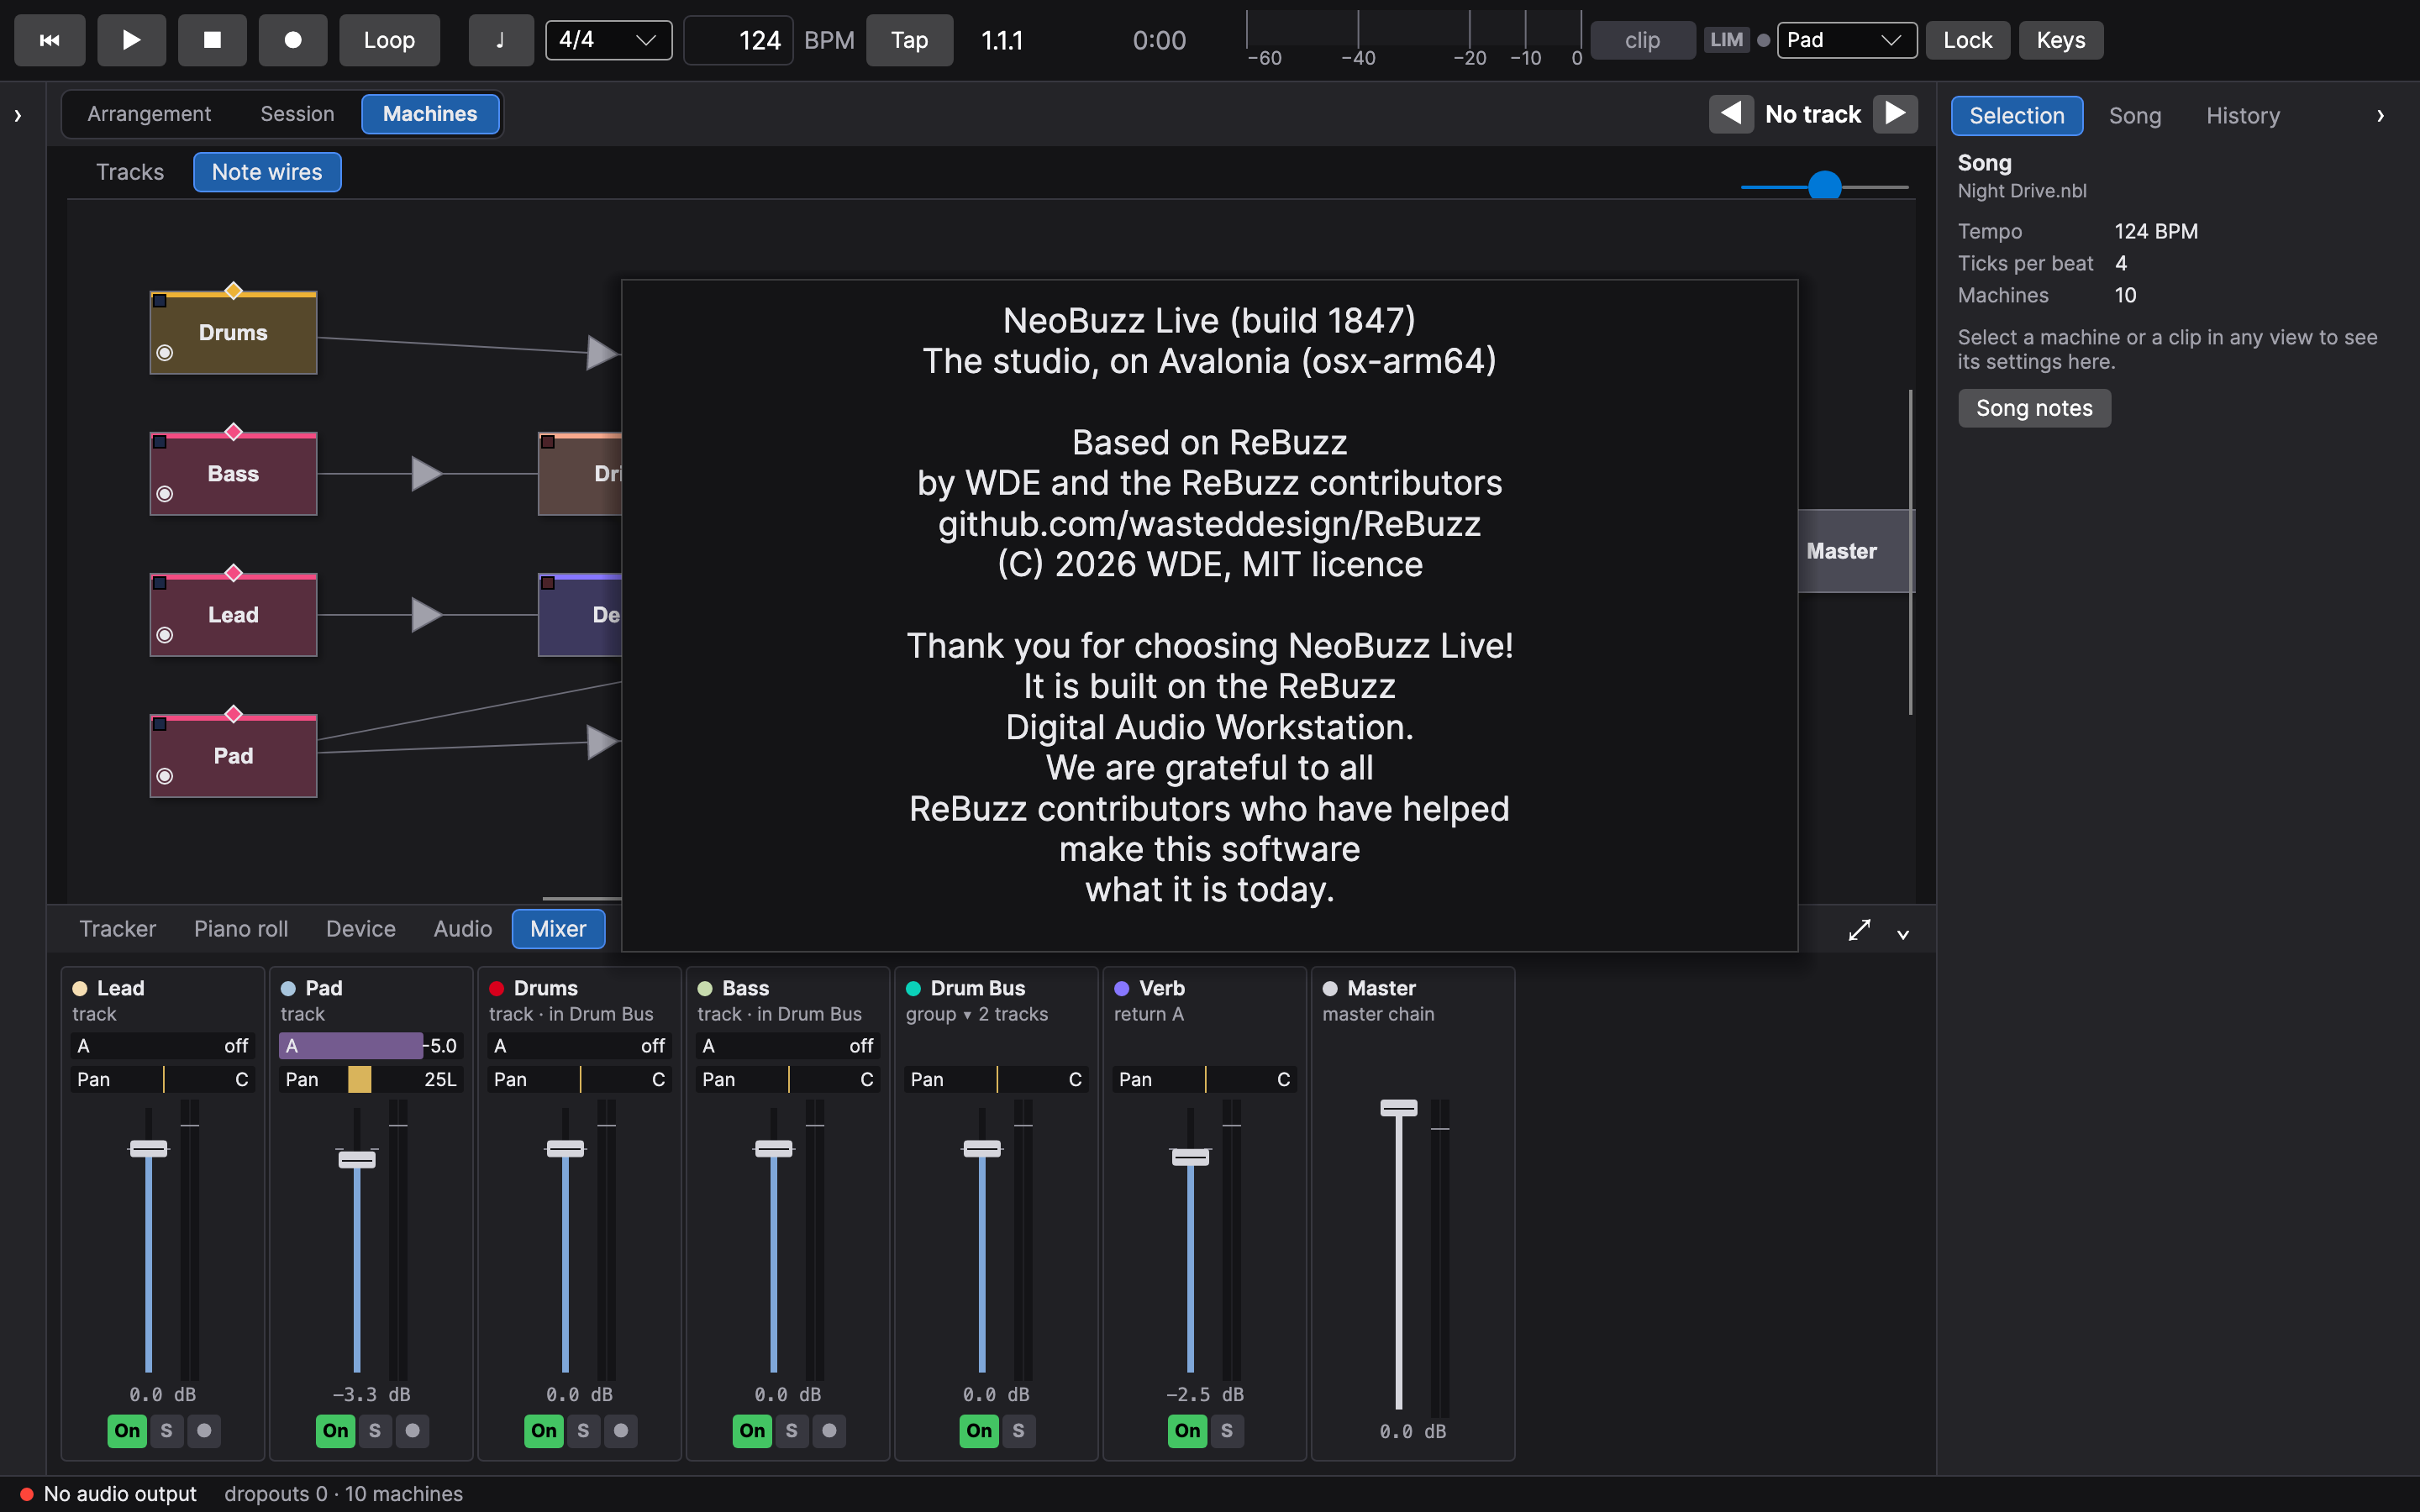 Loop
4/4
124 BPM
Tap
1.1.1
0:00
−60 −40 −20 −10 0
clip
LIM
Pad
Lock
Keys
Arrangement Session Machines
No track
Selection Song History
Tracks Note wires
Song
Night Drive.nbl
Tempo 124 BPM
Ticks per beat 4
Machines 10
Select a machine or a clip in any view to see
its settings here.
Song notes
Drums
Bass
Dri
Lead
De
Pad
Master
NeoBuzz Live (build 1847)
The studio, on Avalonia (osx-arm64)
Based on ReBuzz
by WDE and the ReBuzz contributors
github.com/wasteddesign/ReBuzz
(C) 2026 WDE, MIT licence
Thank you for choosing NeoBuzz Live!
It is built on the ReBuzz
Digital Audio Workstation.
We are grateful to all
ReBuzz contributors who have helped
make this software
what it is today.
Tracker Piano roll Device Audio Mixer
Lead
track
A off
Pan C
0.0 dB
On S
Pad
track
A −5.0
Pan 25L
−3.3 dB
On S
Drums
track · in Drum Bus
A off
Pan C
0.0 dB
On S
Bass
track · in Drum Bus
A off
Pan C
0.0 dB
On S
Drum Bus
group ▾ 2 tracks
Pan C
0.0 dB
On S
Verb
return A
Pan C
−2.5 dB
On S
Master
master chain
0.0 dB
No audio output dropouts 0 · 10 machines